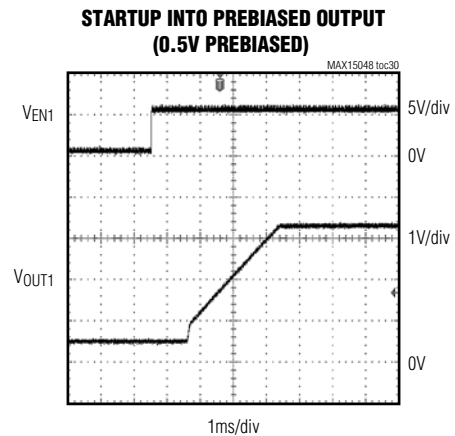 STARTUP INTO PREBIASED OUTPUT
(0.5V PREBIASED)
MAX15048 toc30
VEN1
5V/div
0V
1V/div
VOUT1
0V
1ms/div